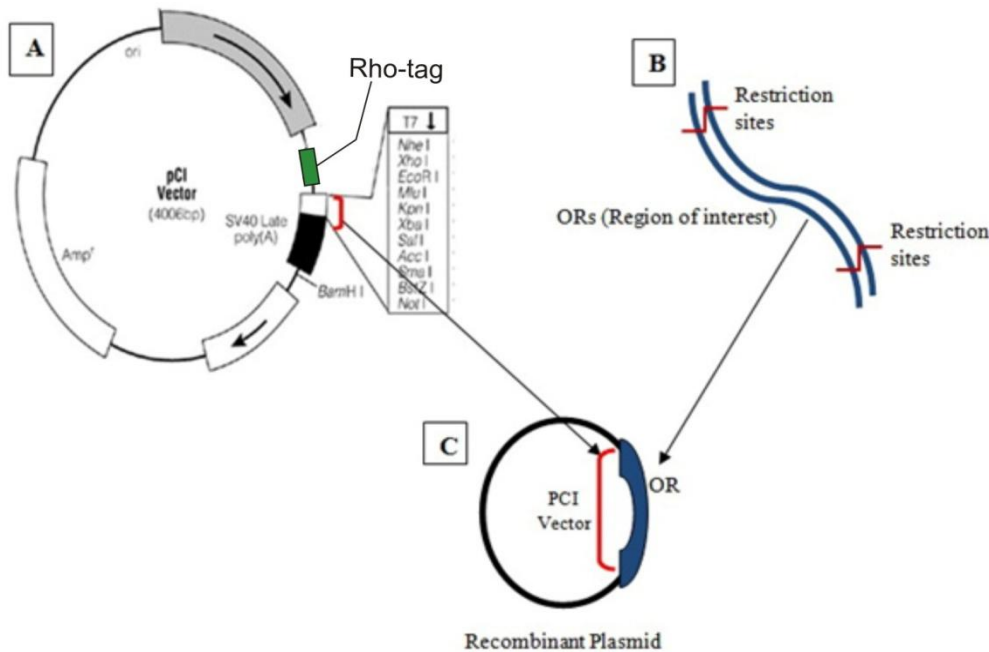 A
ori
Rho-tag
T7
Nhe I
Xho I
EcoR I
Mlu I
Kpn I
Xba I
Sal I
Acc I
Sma I
BstZ I
Not I
pCI
Vector
(4006bp)
SV40 Late
poly(A)
Ampʳ
BamH I
B
Restriction
sites
ORs (Region of interest)
Restriction
sites
C
PCI
Vector
OR
Recombinant Plasmid